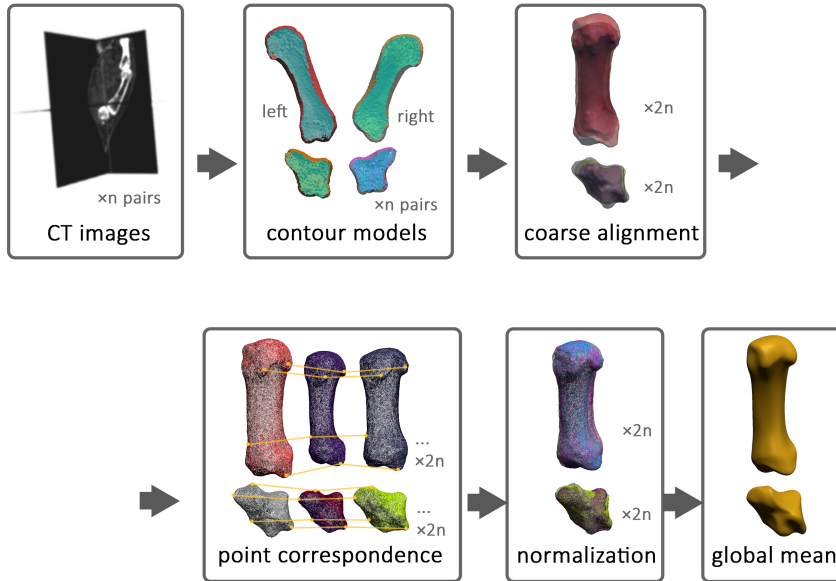 ×n pairs
CT images
left
right
×n pairs
contour models
×2n
×2n
coarse alignment
...
×2n
...
×2n
point correspondence
×2n
×2n
normalization
global mean